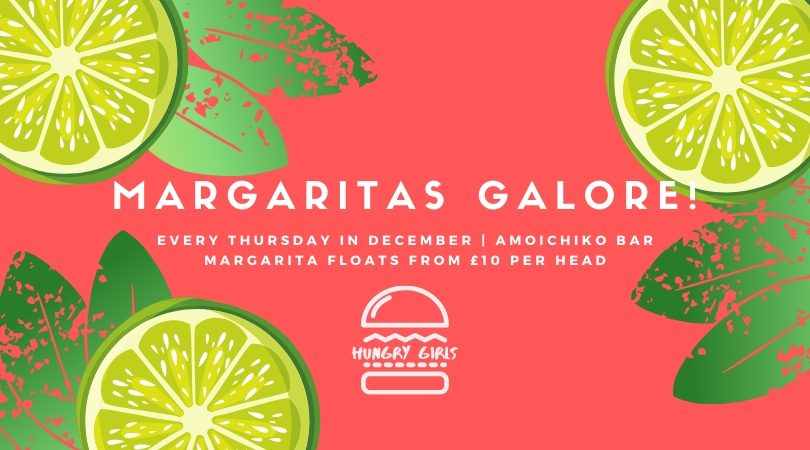 MARGARITAS GALORE!
EVERY THURSDAY IN DECEMBER | AMOICHIKO BAR
MARGARITA FLOATS FROM £10 PER HEAD
HUNGRY GIRLS